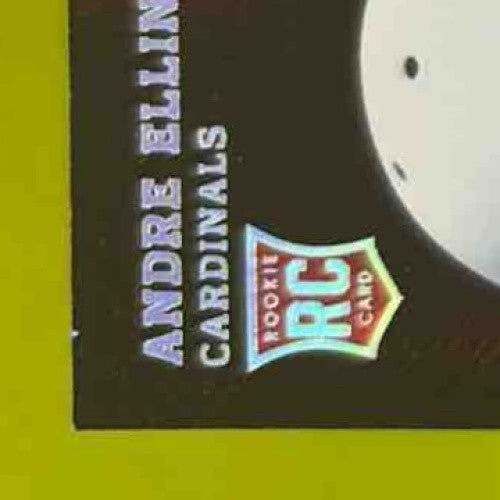 ANDRE ELLIN
CARDINALS
ROOKIE
RC
CARD